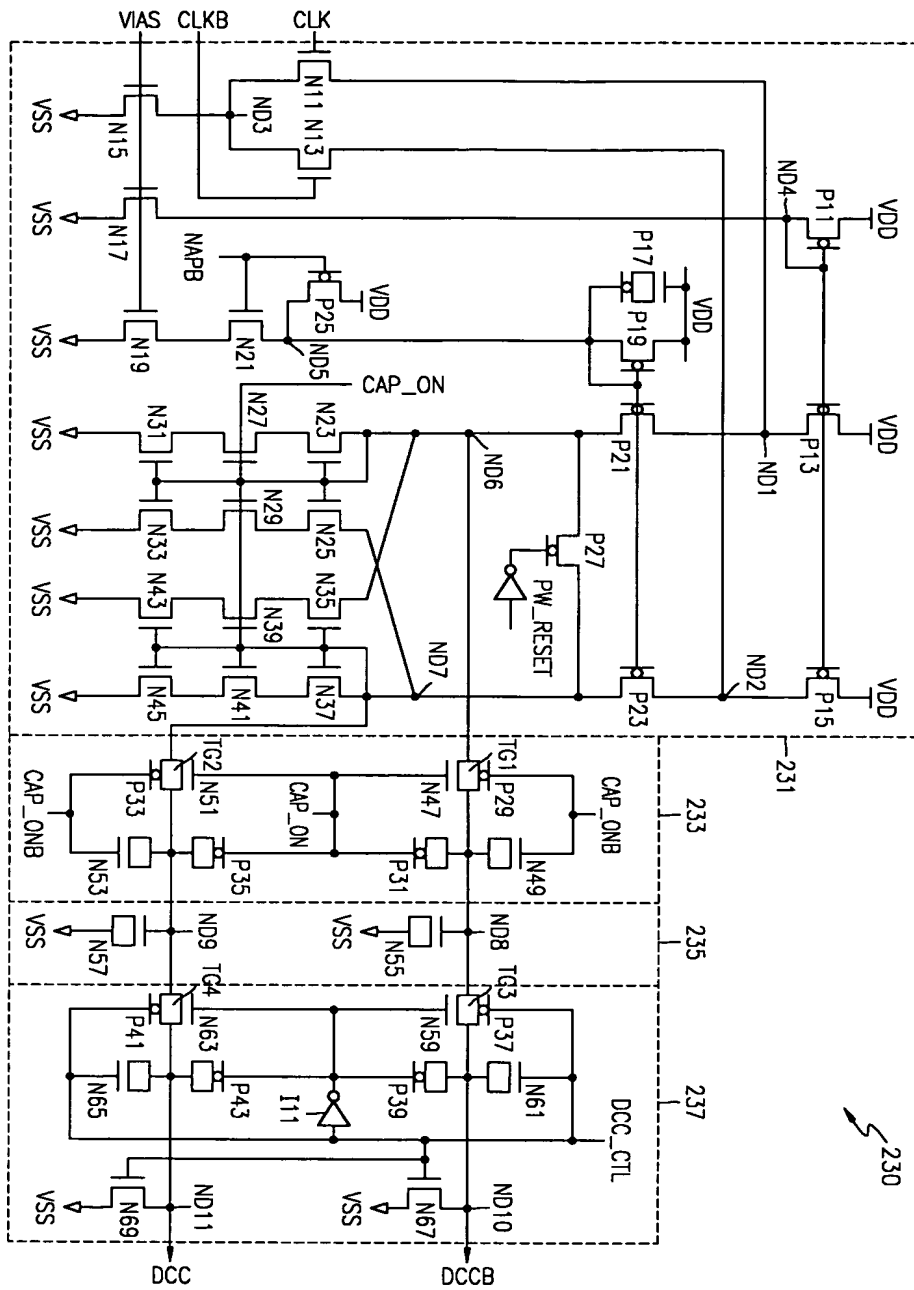 VIAS
CLKB
CLK
VSS
N15
ND3
N11
N13
VSS
N17
ND4
P11
VDD
NAPB
P17
VDD
P25
VDD
P19
VSS
N19
N21
ND5
CAP_ON
VSS
N31
N27
N23
ND6
P21
ND1
P13
VDD
VSS
N33
N29
N25
P27
PW_RESET
VSS
N43
N39
N35
VSS
N45
N41
N37
ND7
P23
ND2
P15
VDD
231
TG2
TG1
CAP_ONB
P33
N51
CAP_ON
N47
P29
CAP_ONB
233
N53
P35
P31
N49
VSS
N57
ND9
VSS
N55
ND8
235
TG4
TG3
P41
N63
N59
P37
N65
P43
I11
P39
N61
237
DCC_CTL
230
VSS
N69
ND11
VSS
N67
ND10
DCC
DCCB